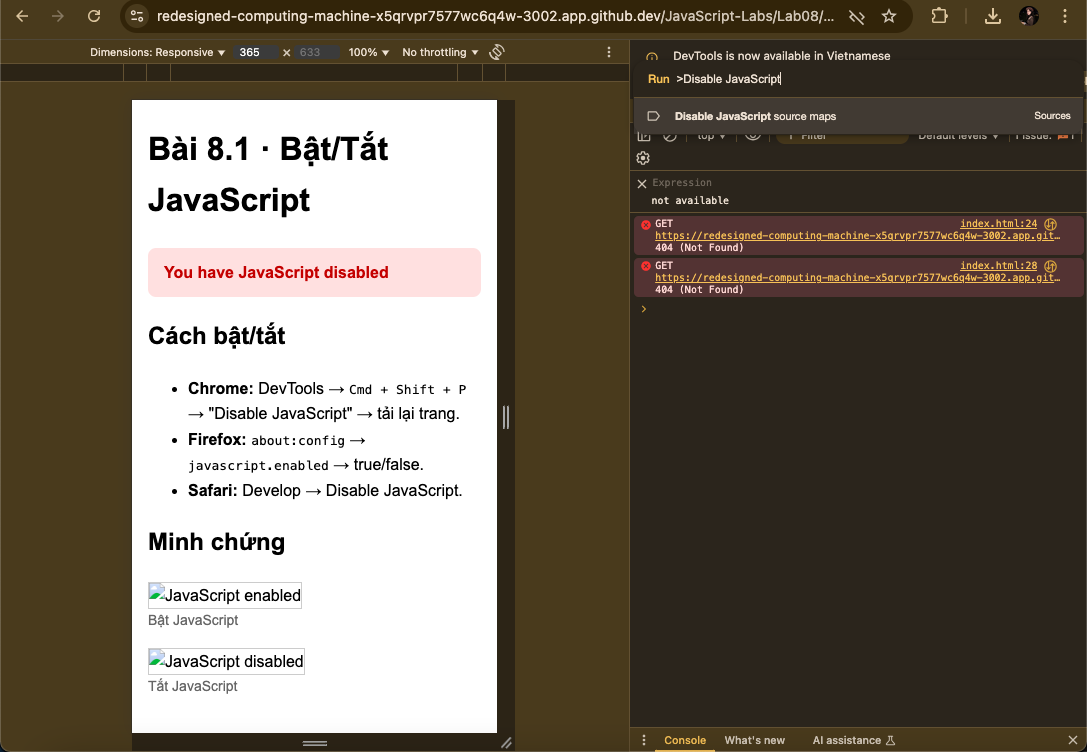 redesigned-computing-machine-x5qrvpr7577wc6q4w-3002.app.github.dev/JavaScript-Labs/Lab08/...
Dimensions: Responsive 365 × 633 100% No throttling
DevTools is now available in Vietnamese
Run >Disable JavaScript
Disable JavaScript source maps Sources
top Filter Default levels 1 Issue: 1
Expression
not available
GET index.html:24
https://redesigned-computing-machine-x5qrvpr7577wc6q4w-3002.app.git…
404 (Not Found)
GET index.html:28
https://redesigned-computing-machine-x5qrvpr7577wc6q4w-3002.app.git…
404 (Not Found)
Bài 8.1 · Bật/Tắt
JavaScript
You have JavaScript disabled
Cách bật/tắt
• Chrome: DevTools → Cmd + Shift + P
→ "Disable JavaScript" → tải lại trang.
• Firefox: about:config →
javascript.enabled → true/false.
• Safari: Develop → Disable JavaScript.
Minh chứng
JavaScript enabled
Bật JavaScript
JavaScript disabled
Tắt JavaScript
Console What's new AI assistance